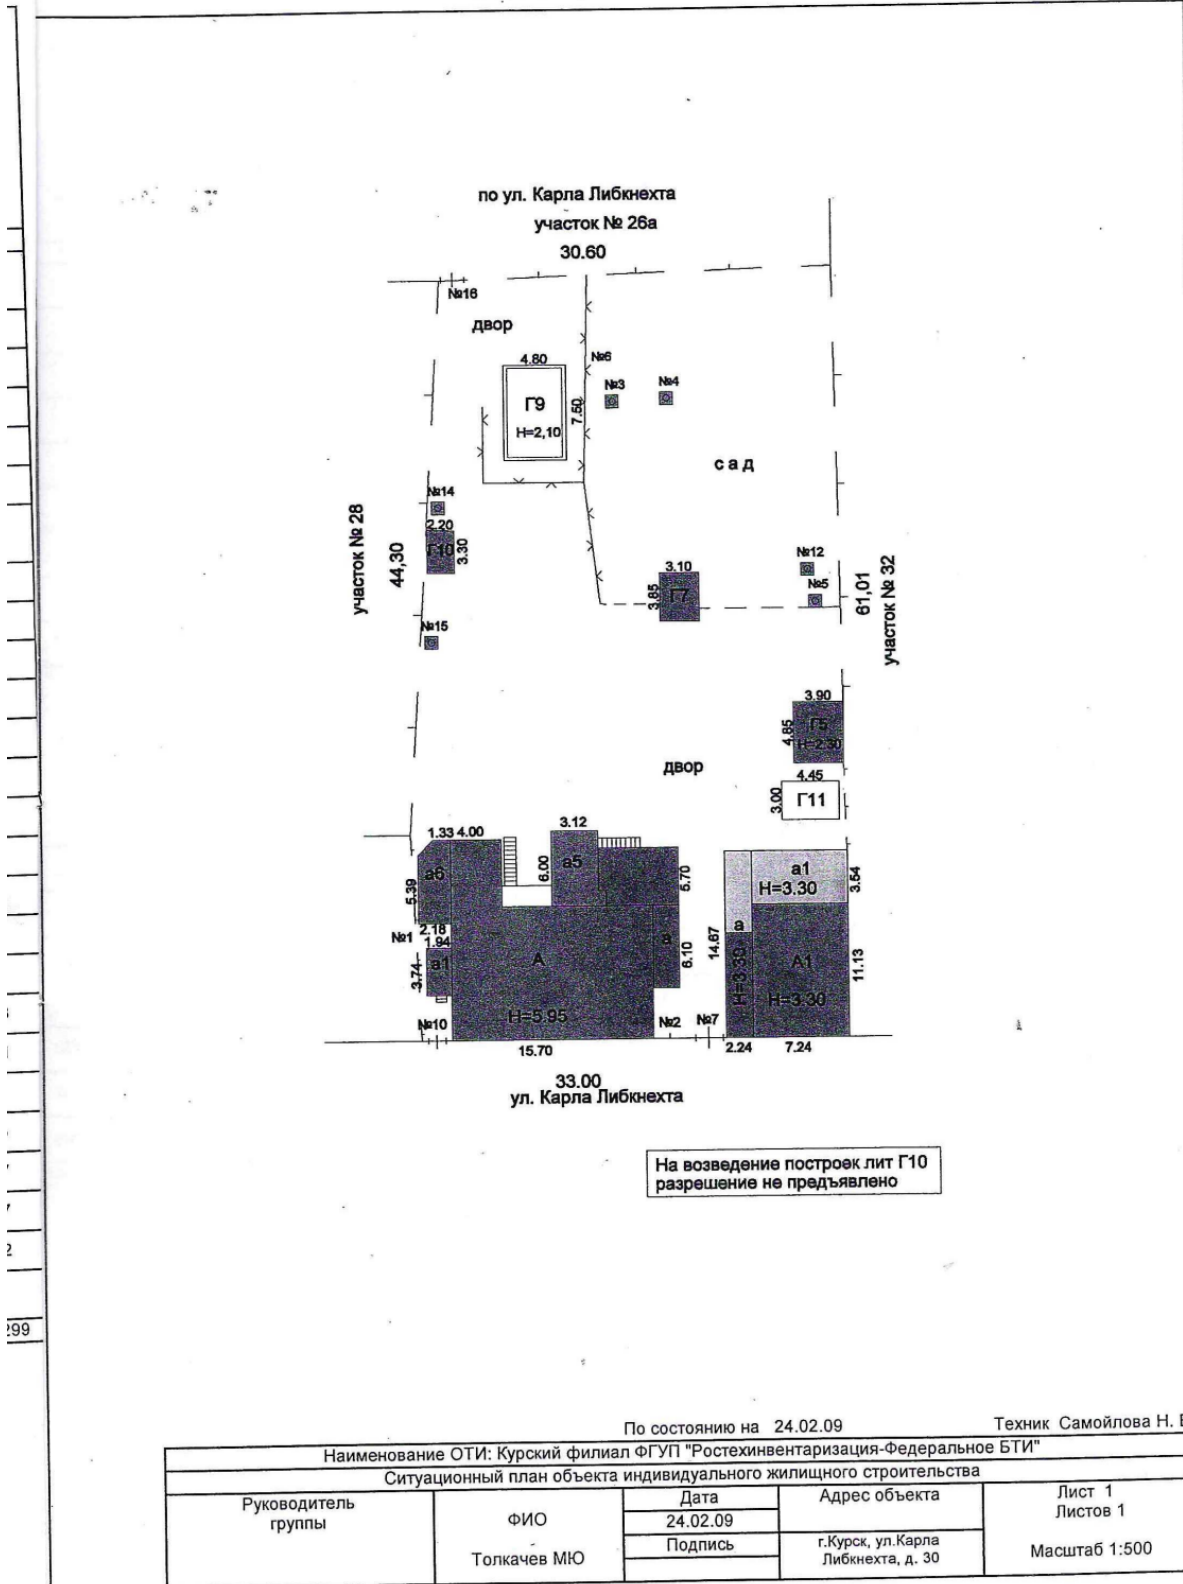 по ул. Карла Либкнехта
участок № 26а
30.60
№16
двор
4.80
№6
№3
№4
Г9
7.50
Н=2,10
сад
№14
2.20
Г10
3.30
участок № 28
44,30
№12
3.10
№5
Г7
3.85
61,01
участок № 32
№15
3.90
Г5
4.85
Н=2.30
двор
4.45
3.00
Г11
1.33 4.00
3.12
а6
5.39
6.00
а5
5.70
а1
Н=3.30
3.54
2.18
№1
1.94
а1
3.74
А
а
6.10
14.67
а
Н=3.30
А1
Н=3.30
11.13
№10
Н=5.95
№2
№7
15.70
2.24
7.24
33.00
ул. Карла Либкнехта
На возведение построек лит Г10
разрешение не предъявлено
2
299
По состоянию на 24.02.09
Техник Самойлова Н.
Наименование ОТИ: Курский филиал ФГУП "Ростехинвентаризация-Федеральное БТИ"
Ситуационный план объекта индивидуального жилищного строительства
Руководитель
группы
ФИО
Толкачев МЮ
Дата
24.02.09
Подпись
Адрес объекта
г.Курск, ул.Карла
Либкнехта, д. 30
Лист 1
Листов 1
Масштаб 1:500